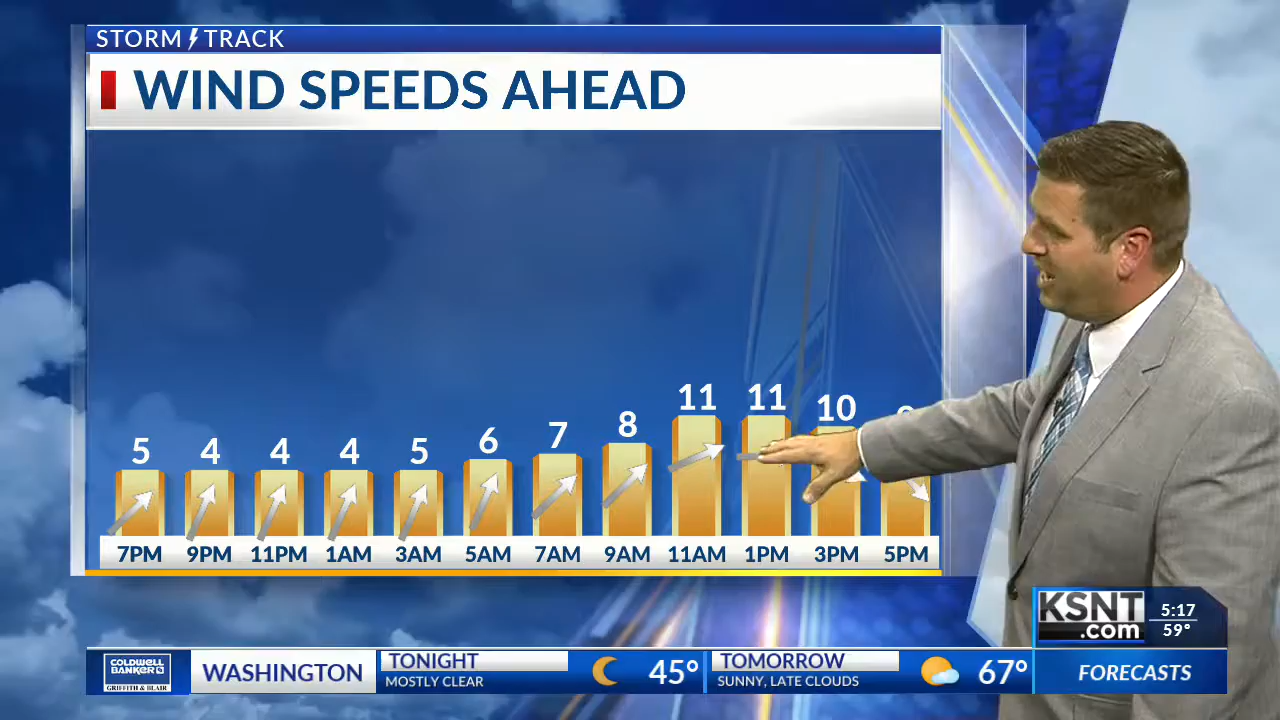 STORM TRACK
WIND SPEEDS AHEAD
5 4 4 4 5 6 7 8 11 11 10
7PM 9PM 11PM 1AM 3AM 5AM 7AM 9AM 11AM 1PM 3PM 5PM
KSNT
.com
5:17
59°
COLDWELL
BANKER
GRIFFITH & BLAIR
WASHINGTON
TONIGHT
MOSTLY CLEAR
45°
TOMORROW
SUNNY, LATE CLOUDS
67°
FORECASTS